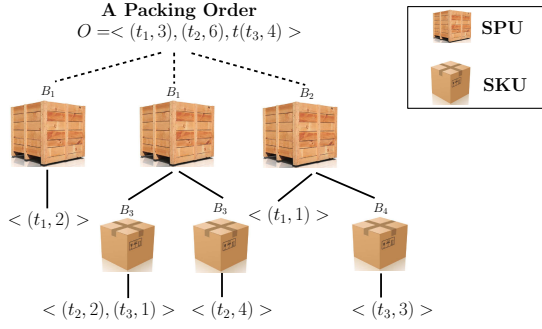 A Packing Order
O =< (t₁, 3), (t₂, 6), t(t₃, 4) >
SPU
SKU
B₁ B₁ B₂
< (t₁, 2) >
B₃ B₃ < (t₁, 1) > B₄
< (t₂, 2), (t₃, 1) > < (t₂, 4) > < (t₃, 3) >